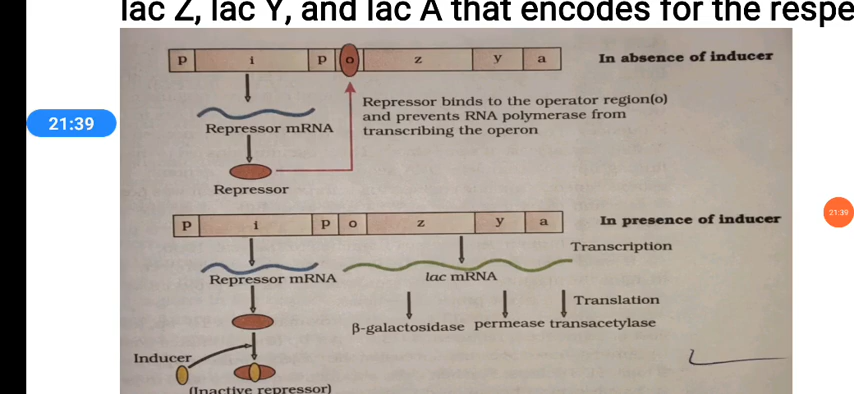 lac Z, lac Y, and lac A that encodes for the respe
p i p o z y a In absence of inducer
Repressor binds to the operator region(o)
and prevents RNA polymerase from
transcribing the operon
21:39
Repressor mRNA
Repressor
21:39
p i p o z y a In presence of inducer
Transcription
Repressor mRNA lac mRNA
Translation
β-galactosidase permease transacetylase
Inducer
(Inactive repressor)